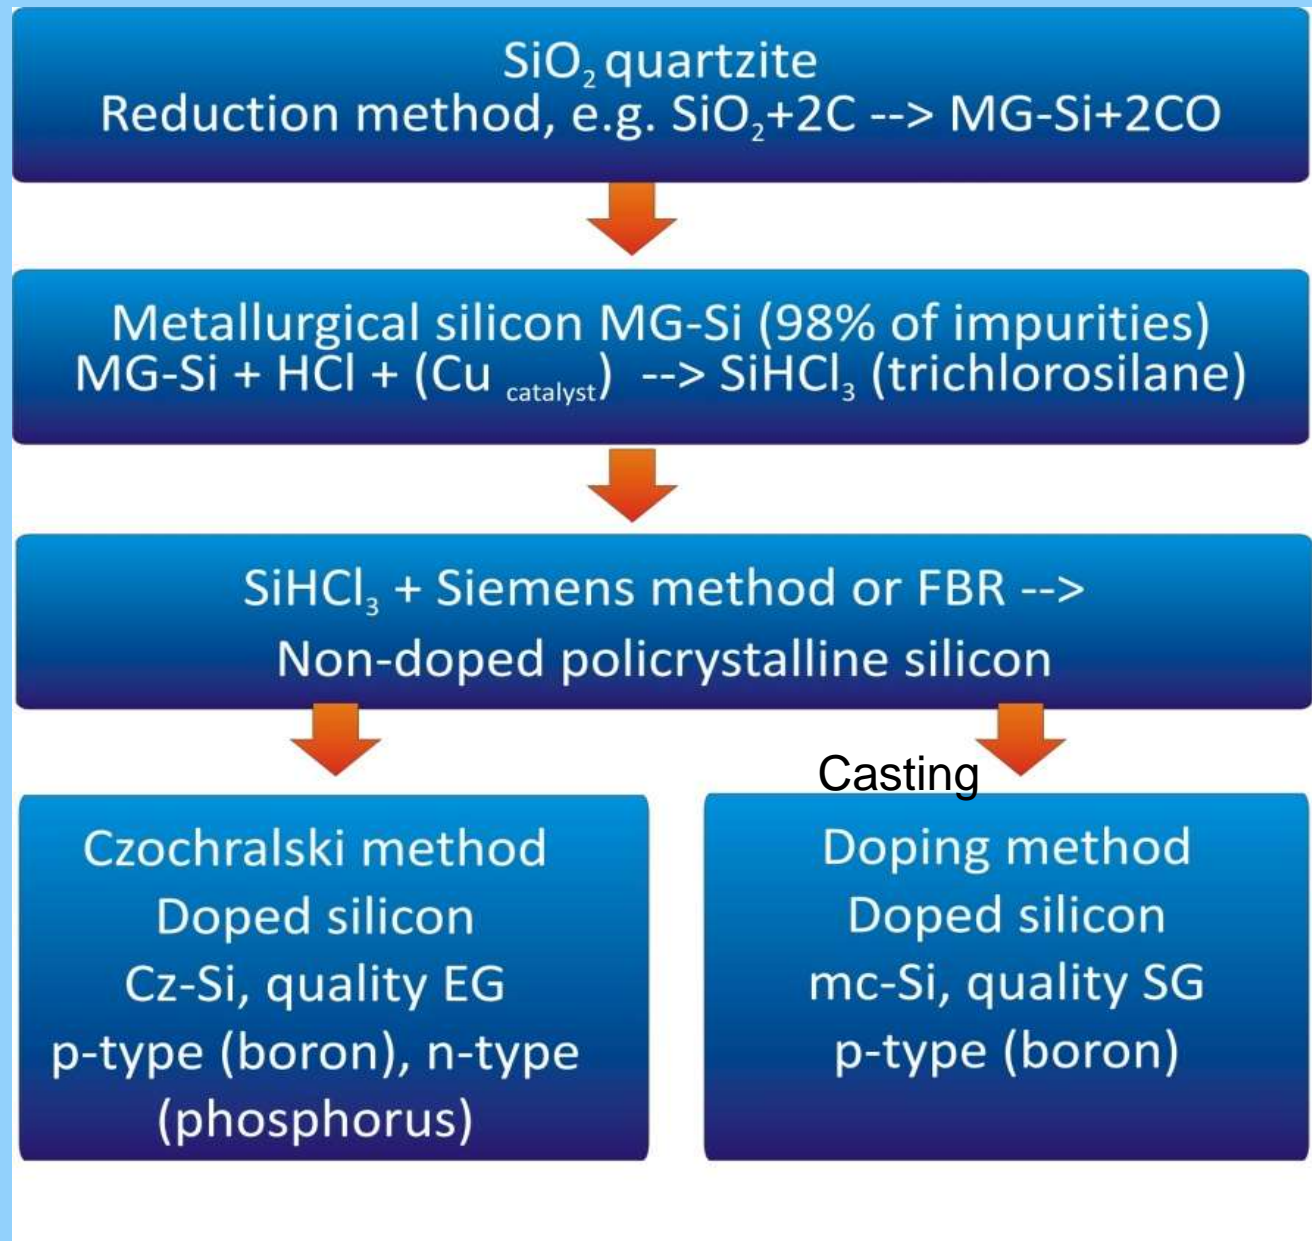 SiO₂ quartzite
Reduction method, e.g. SiO₂+2C --> MG-Si+2CO
Metallurgical silicon MG-Si (98% of impurities)
MG-Si + HCl + (Cu catalyst) --> SiHCl₃ (trichlorosilane)
SiHCl₃ + Siemens method or FBR -->
Non-doped policrystalline silicon
Casting
Czochralski method
Doped silicon
Cz-Si, quality EG
p-type (boron), n-type
(phosphorus)
Doping method
Doped silicon
mc-Si, quality SG
p-type (boron)